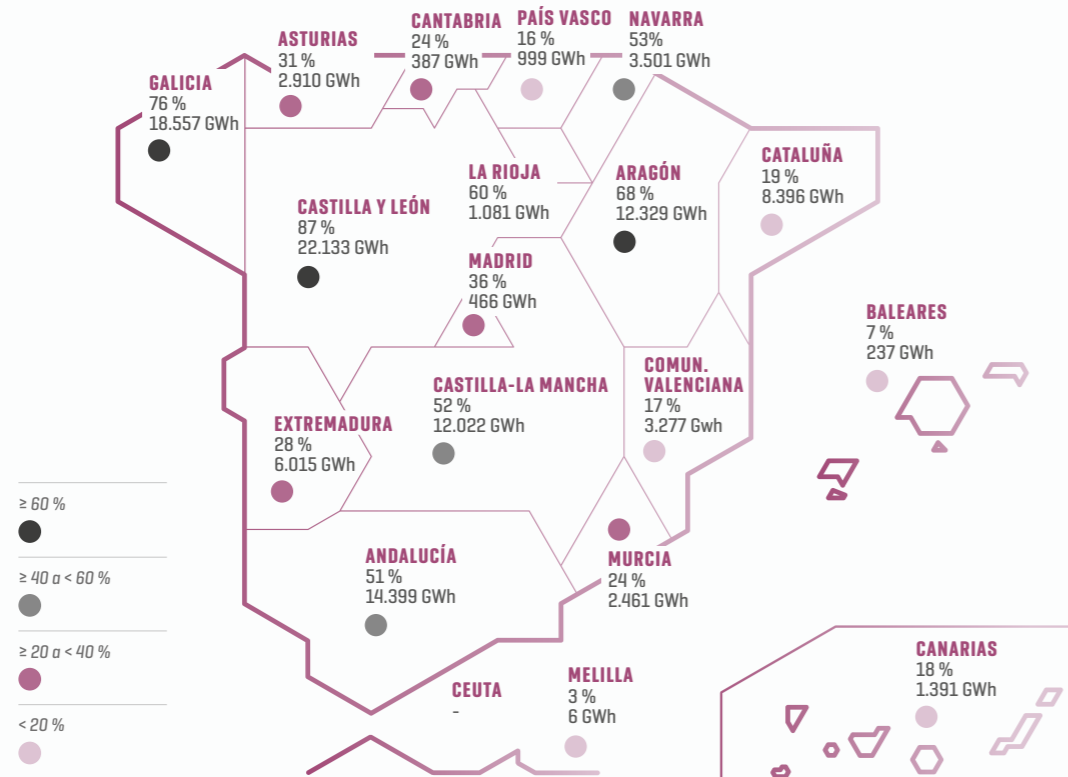 GALICIA
76 %
18.557 GWh
ASTURIAS
31 %
2.910 GWh
CANTABRIA
24 %
387 GWh
PAÍS VASCO
16 %
999 GWh
NAVARRA
53%
3.501 GWh
CASTILLA Y LEÓN
87 %
22.133 GWh
LA RIOJA
60 %
1.081 GWh
ARAGÓN
68 %
12.329 GWh
CATALUÑA
19 %
8.396 GWh
MADRID
36 %
466 GWh
BALEARES
7 %
237 GWh
EXTREMADURA
28 %
6.015 GWh
CASTILLA-LA MANCHA
52 %
12.022 GWh
COMUN.
VALENCIANA
17 %
3.277 Gwh
ANDALUCÍA
51 %
14.399 GWh
MURCIA
24 %
2.461 GWh
CEUTA
-
MELILLA
3 %
6 GWh
CANARIAS
18 %
1.391 GWh
≥ 60 %
≥ 40 a < 60 %
≥ 20 a < 40 %
< 20 %